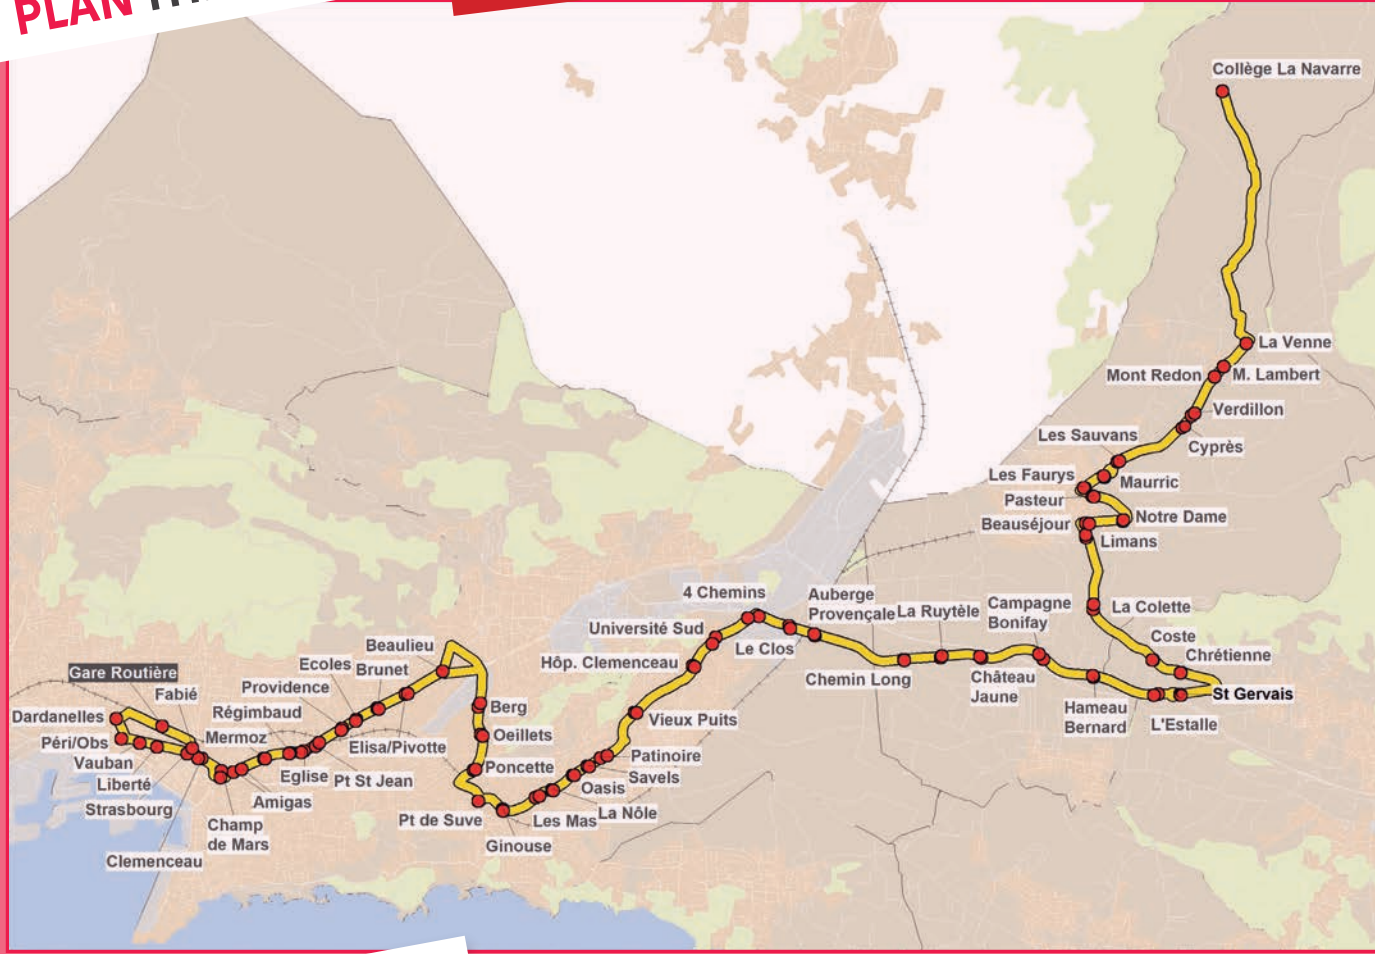 PLAN
Collège La Navarre
La Venne
Mont Redon
M. Lambert
Verdillon
Les Sauvans
Cyprès
Les Faurys
Maurric
Pasteur
Notre Dame
Beauséjour
Limans
4 Chemins
Auberge
Provençale
La Ruytèle
Campagne
Bonifay
La Colette
Université Sud
Coste
Le Clos
Chrétienne
Beaulieu
Hôp. Clemenceau
Ecoles
Brunet
Gare Routière
Chemin Long
Château
Jaune
St Gervais
Fabié
Providence
Berg
Hameau
Bernard
L'Estalle
Dardanelles
Régimbaud
Vieux Puits
Péri/Obs
Mermoz
Oeillets
Elisa/Pivotte
Vauban
Patinoire
Liberté
Eglise
Pt St Jean
Poncette
Savels
Oasis
Strasbourg
Amigas
La Nôle
Pt de Suve
Les Mas
Champ
de Mars
Ginouse
Clemenceau